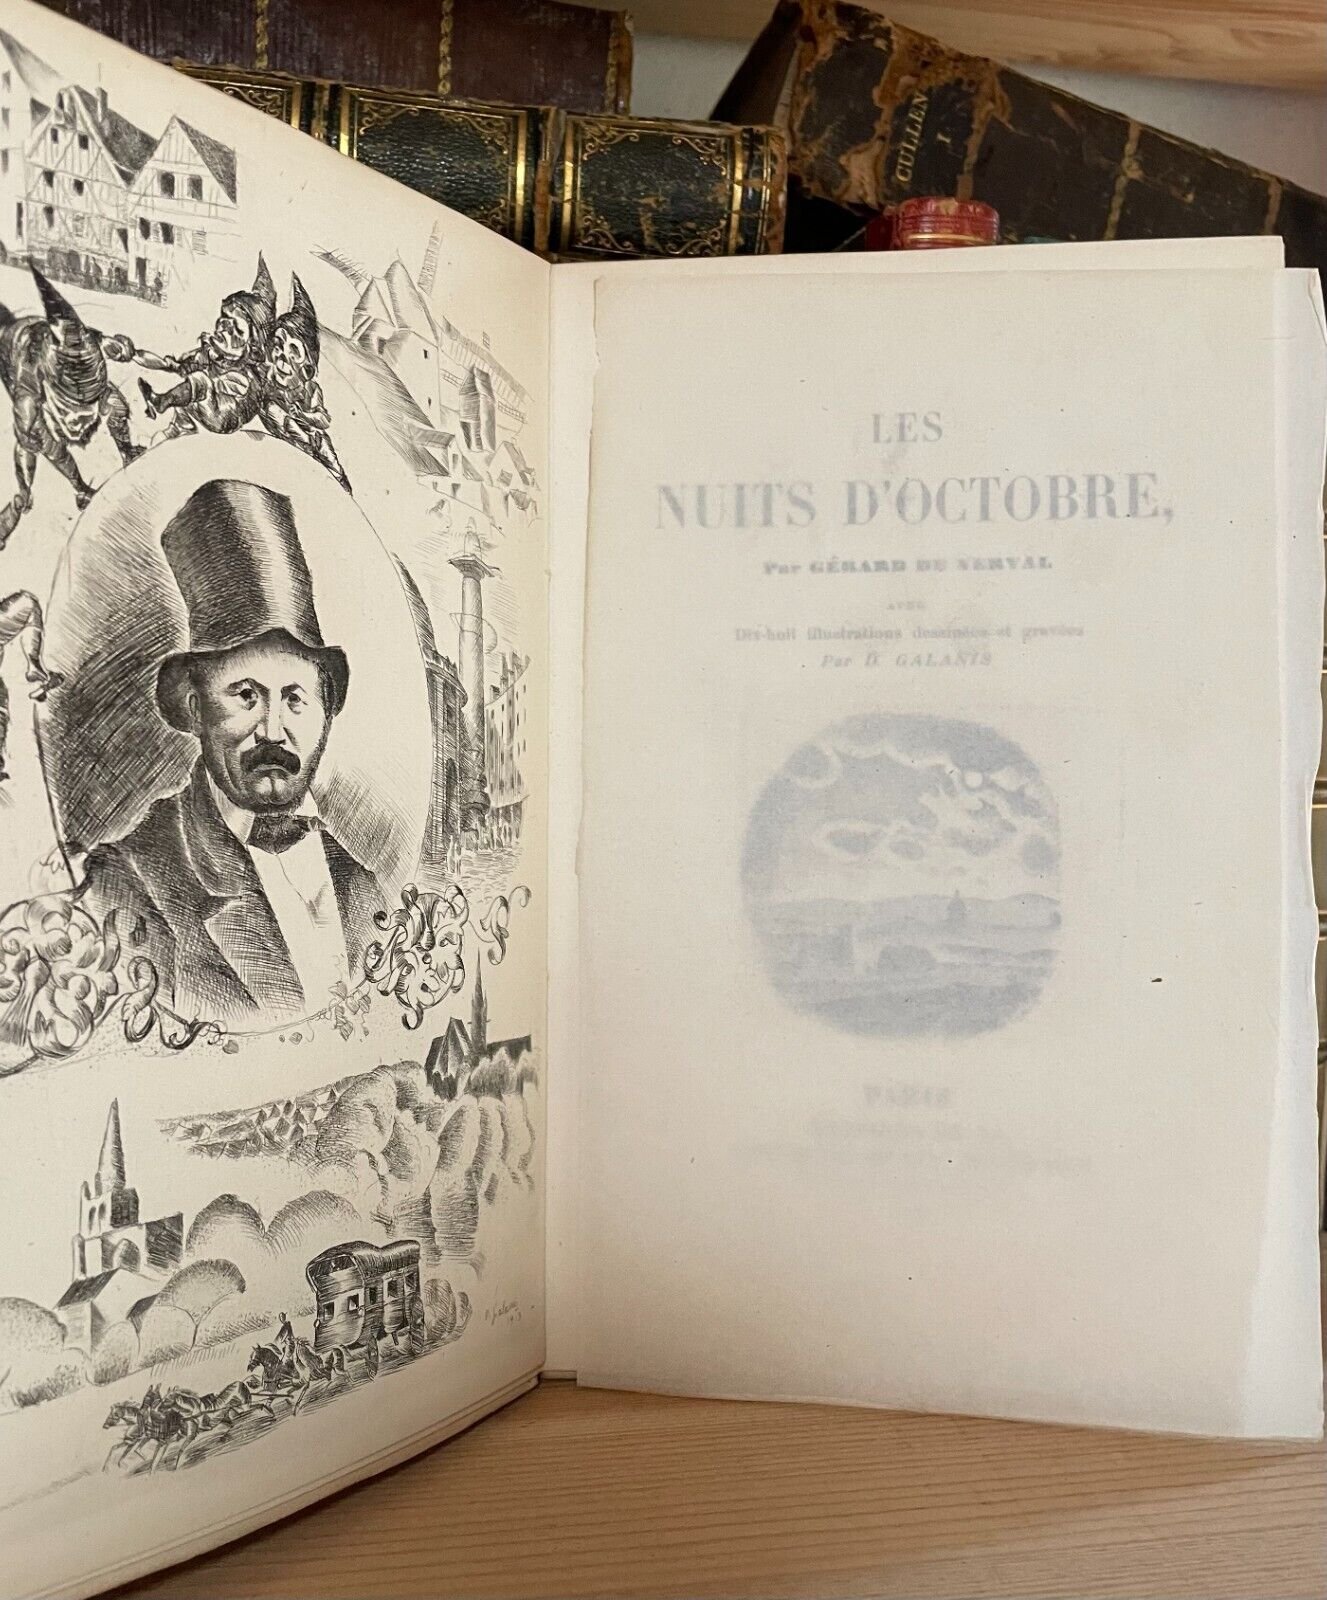 CULLEN
I
LES
NUITS D'OCTOBRE,
Par GÉRARD DE NERVAL
AVEC
Dix-huit illustrations dessinées et gravées
Par D. GALANIS
PARIS